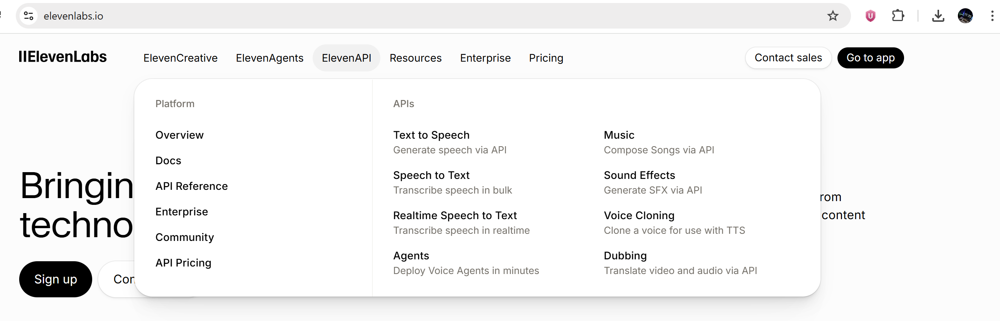 elevenlabs.io
IIElevenLabs
ElevenCreative
ElevenAgents
ElevenAPI
Resources
Enterprise
Pricing
Contact sales
Go to app
Platform
Overview
Docs
API Reference
Enterprise
Community
API Pricing
APIs
Text to Speech
Generate speech via API
Speech to Text
Transcribe speech in bulk
Realtime Speech to Text
Transcribe speech in realtime
Agents
Deploy Voice Agents in minutes
Music
Compose Songs via API
Sound Effects
Generate SFX via API
Voice Cloning
Clone a voice for use with TTS
Dubbing
Translate video and audio via API
Bringin
techno
rom
content
Sign up
Con